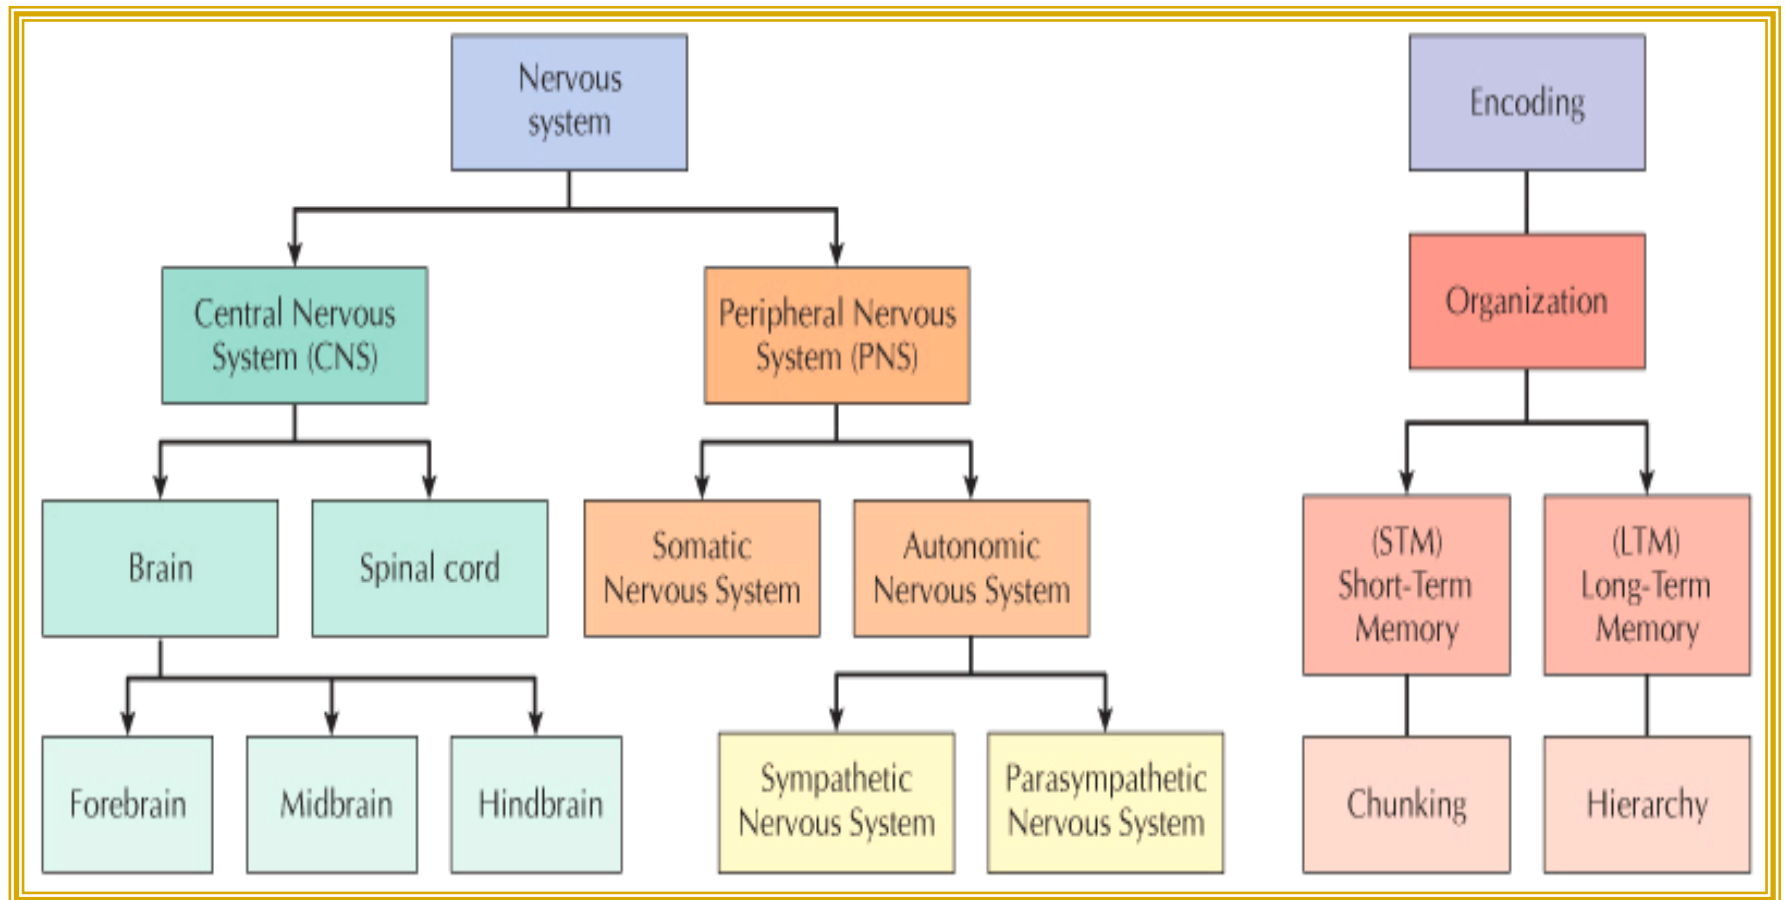 Nervous
system
Central Nervous
System (CNS)
Peripheral Nervous
System (PNS)
Brain
Spinal cord
Somatic
Nervous System
Autonomic
Nervous System
Forebrain
Midbrain
Hindbrain
Sympathetic
Nervous System
Parasympathetic
Nervous System
Encoding
Organization
(STM)
Short-Term
Memory
(LTM)
Long-Term
Memory
Chunking
Hierarchy